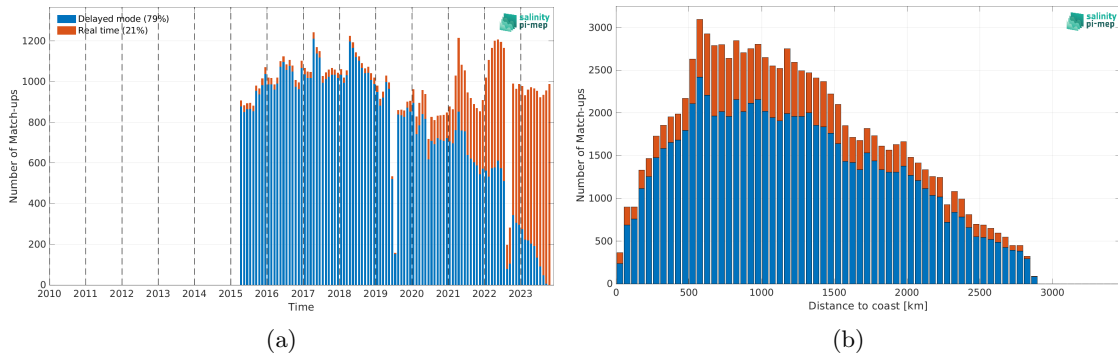 Delayed mode (79%)
Real time (21%)
salinity
pi-mep
Number of Match-ups
1200
1000
800
600
400
200
0
2010 2011 2012 2013 2014 2015 2016 2017 2018 2019 2020 2021 2022 2023
Time
(a)
salinity
pi-mep
Number of Match-ups
3000
2500
2000
1500
1000
500
0
0 500 1000 1500 2000 2500 3000
Distance to coast [km]
(b)